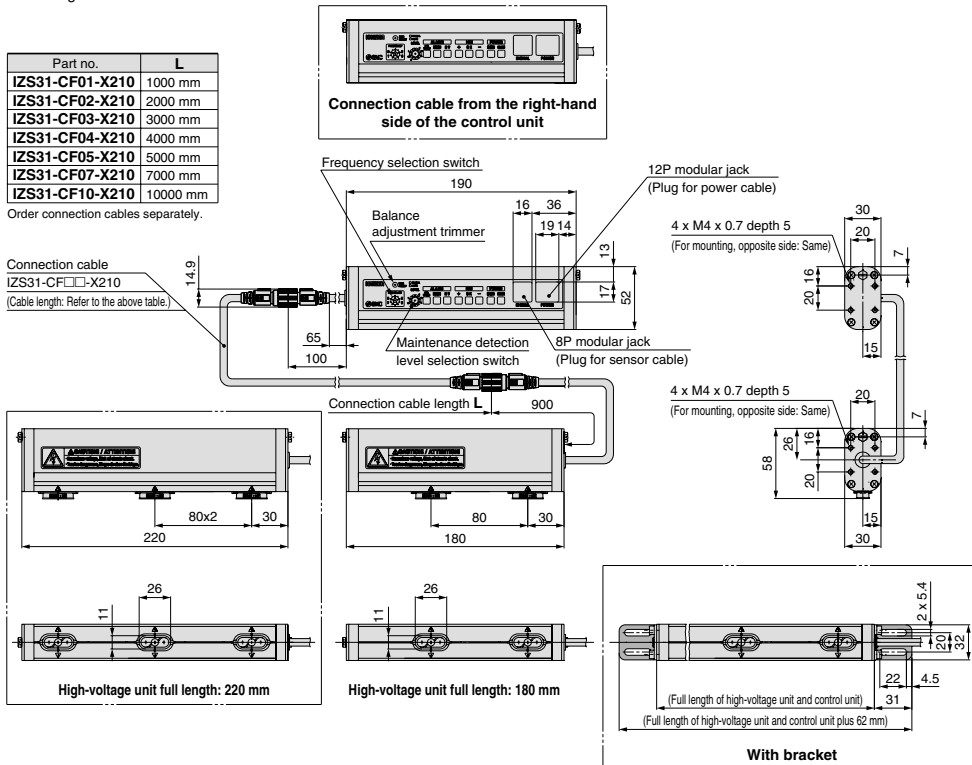 Connection cable from the right-hand
side of the control unit
SIGNAL POWER
Part no. L
IZS31-CF01-X210 1000 mm
IZS31-CF02-X210 2000 mm
IZS31-CF03-X210 3000 mm
IZS31-CF04-X210 4000 mm
IZS31-CF05-X210 5000 mm
IZS31-CF07-X210 7000 mm
IZS31-CF10-X210 10000 mm
Order connection cables separately.
Frequency selection switch
190
12P modular jack
(Plug for power cable)
16 36
19 14
Balance
adjustment trimmer
13
17
52
14.9
Connection cable
IZS31-CF□□-X210
(Cable length: Refer to the above table.)
SIGNAL POWER
65
100
Maintenance detection
level selection switch
8P modular jack
(Plug for sensor cable)
4 x M4 x 0.7 depth 5
(For mounting, opposite side: Same)
30
20
7
16
20
15
Connection cable length L
900
4 x M4 x 0.7 depth 5
(For mounting, opposite side: Same)
20
7
16
26
58
20
15
30
80x2 30
220
80 30
180
26
11
High-voltage unit full length: 220 mm
26
11
High-voltage unit full length: 180 mm
2 x 5.4
20
32
22 4.5
(Full length of high-voltage unit and control unit) 31
(Full length of high-voltage unit and control unit plus 62 mm)
With bracket